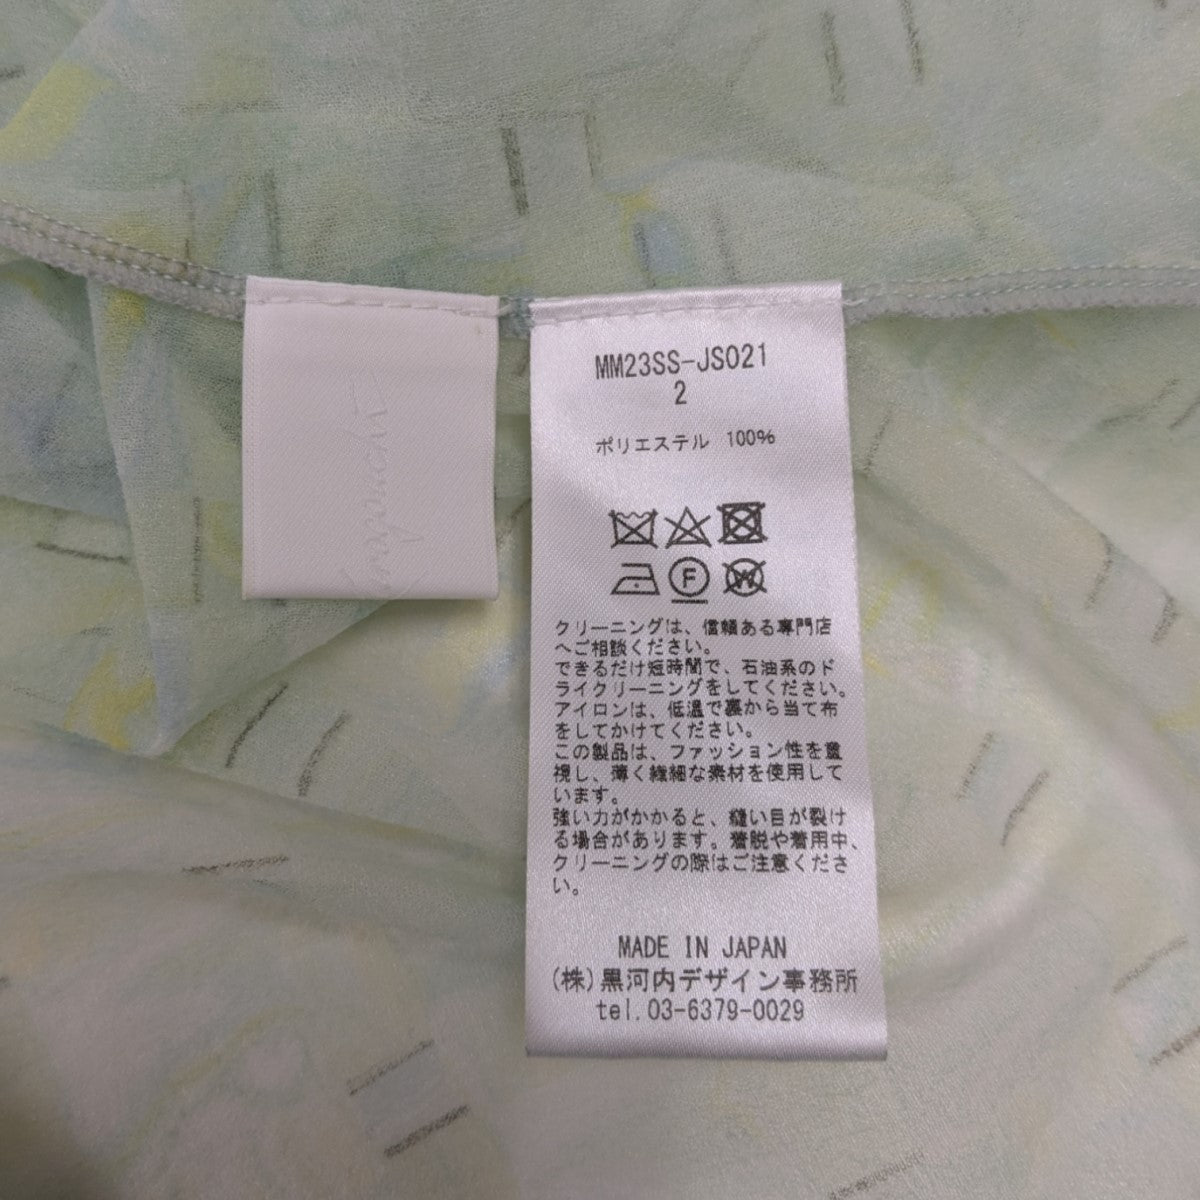 MM23SS-JS021
2
ポリエステル 100%
F
W
クリーニングは、信頼ある専門店
へご相談ください。
できるだけ短時間で、石油系のド
ライクリーニングをしてください。
アイロンは、低温で裏から当て布
をしてかけてください。
この製品は、ファッション性を重
視し、薄く繊細な素材を使用して
います。
強い力がかかると、縫い目が裂け
る場合があります。着脱や着用中、
クリーニングの際はご注意くださ
い。
MADE IN JAPAN
(株)黒河内デザイン事務所
tel.03-6379-0029